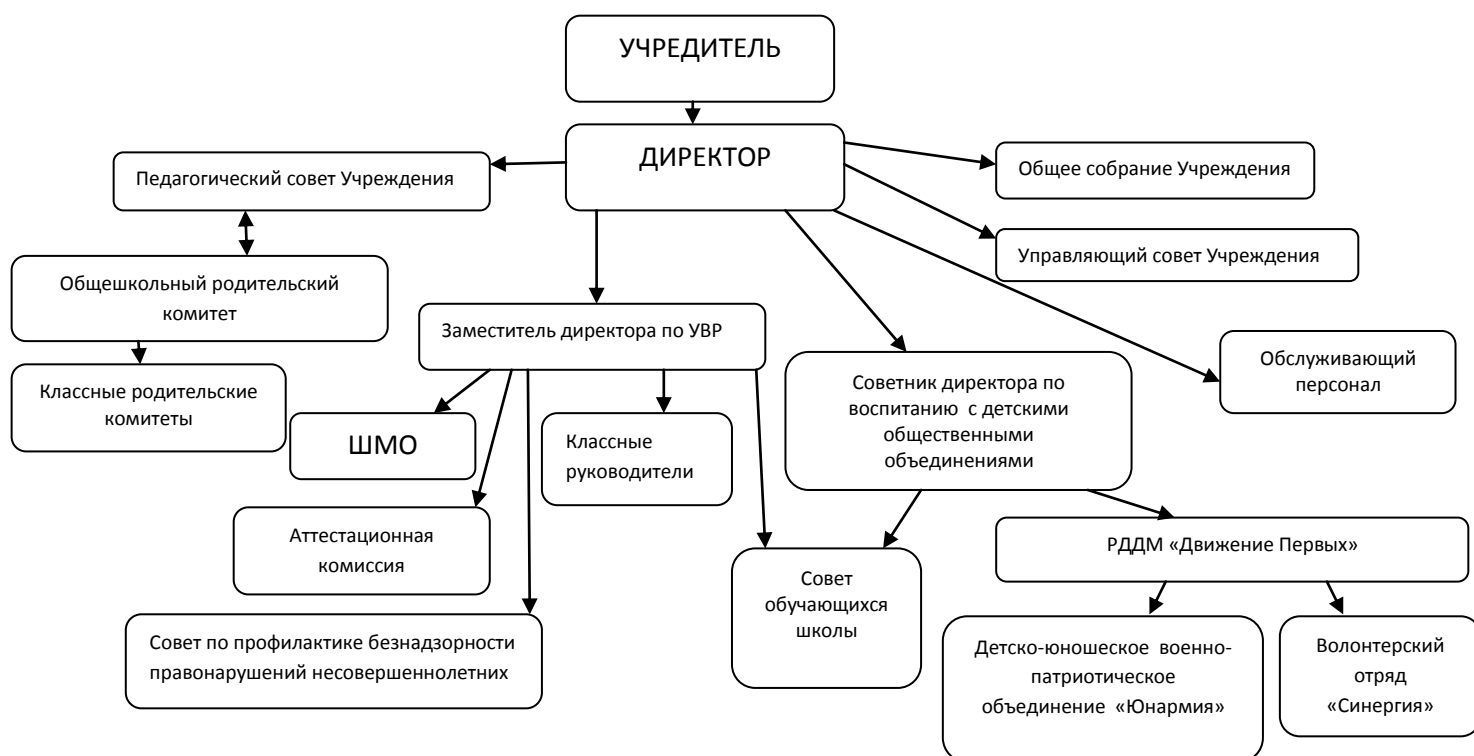 УЧРЕДИТЕЛЬ
ДИРЕКТОР
Педагогический совет Учреждения
Общее собрание Учреждения
Управляющий совет Учреждения
Общешкольный родительский
комитет
Заместитель директора по УВР
Обслуживающий
персонал
Классные родительские
комитеты
Советник директора по
воспитанию с детскими
общественными
объединениями
ШМО
Классные
руководители
Аттестационная
комиссия
РДДМ «Движение Первых»
Совет
обучающихся
школы
Совет по профилактике безнадзорности
правонарушений несовершеннолетних
Детско-юношеское военно-
патриотическое
объединение «Юнармия»
Волонтерский
отряд
«Синергия»